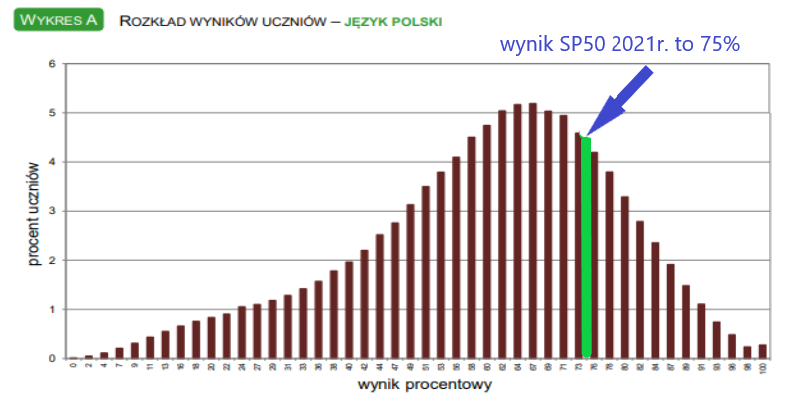 WYKRES A ROZKŁAD WYNIKÓW UCZNIÓW – JĘZYK POLSKI
wynik SP50 2021r. to 75%
procent uczniów
6
5
4
3
2
1
0
0 2 4 7 9 11 13 16 18 20 22 24 27 29 31 33 36 38 40 42 44 47 49 51 53 56 58 60 62 64 67 69 71 73 76 78 80 82 84 87 89 91 93 96 98 100
wynik procentowy